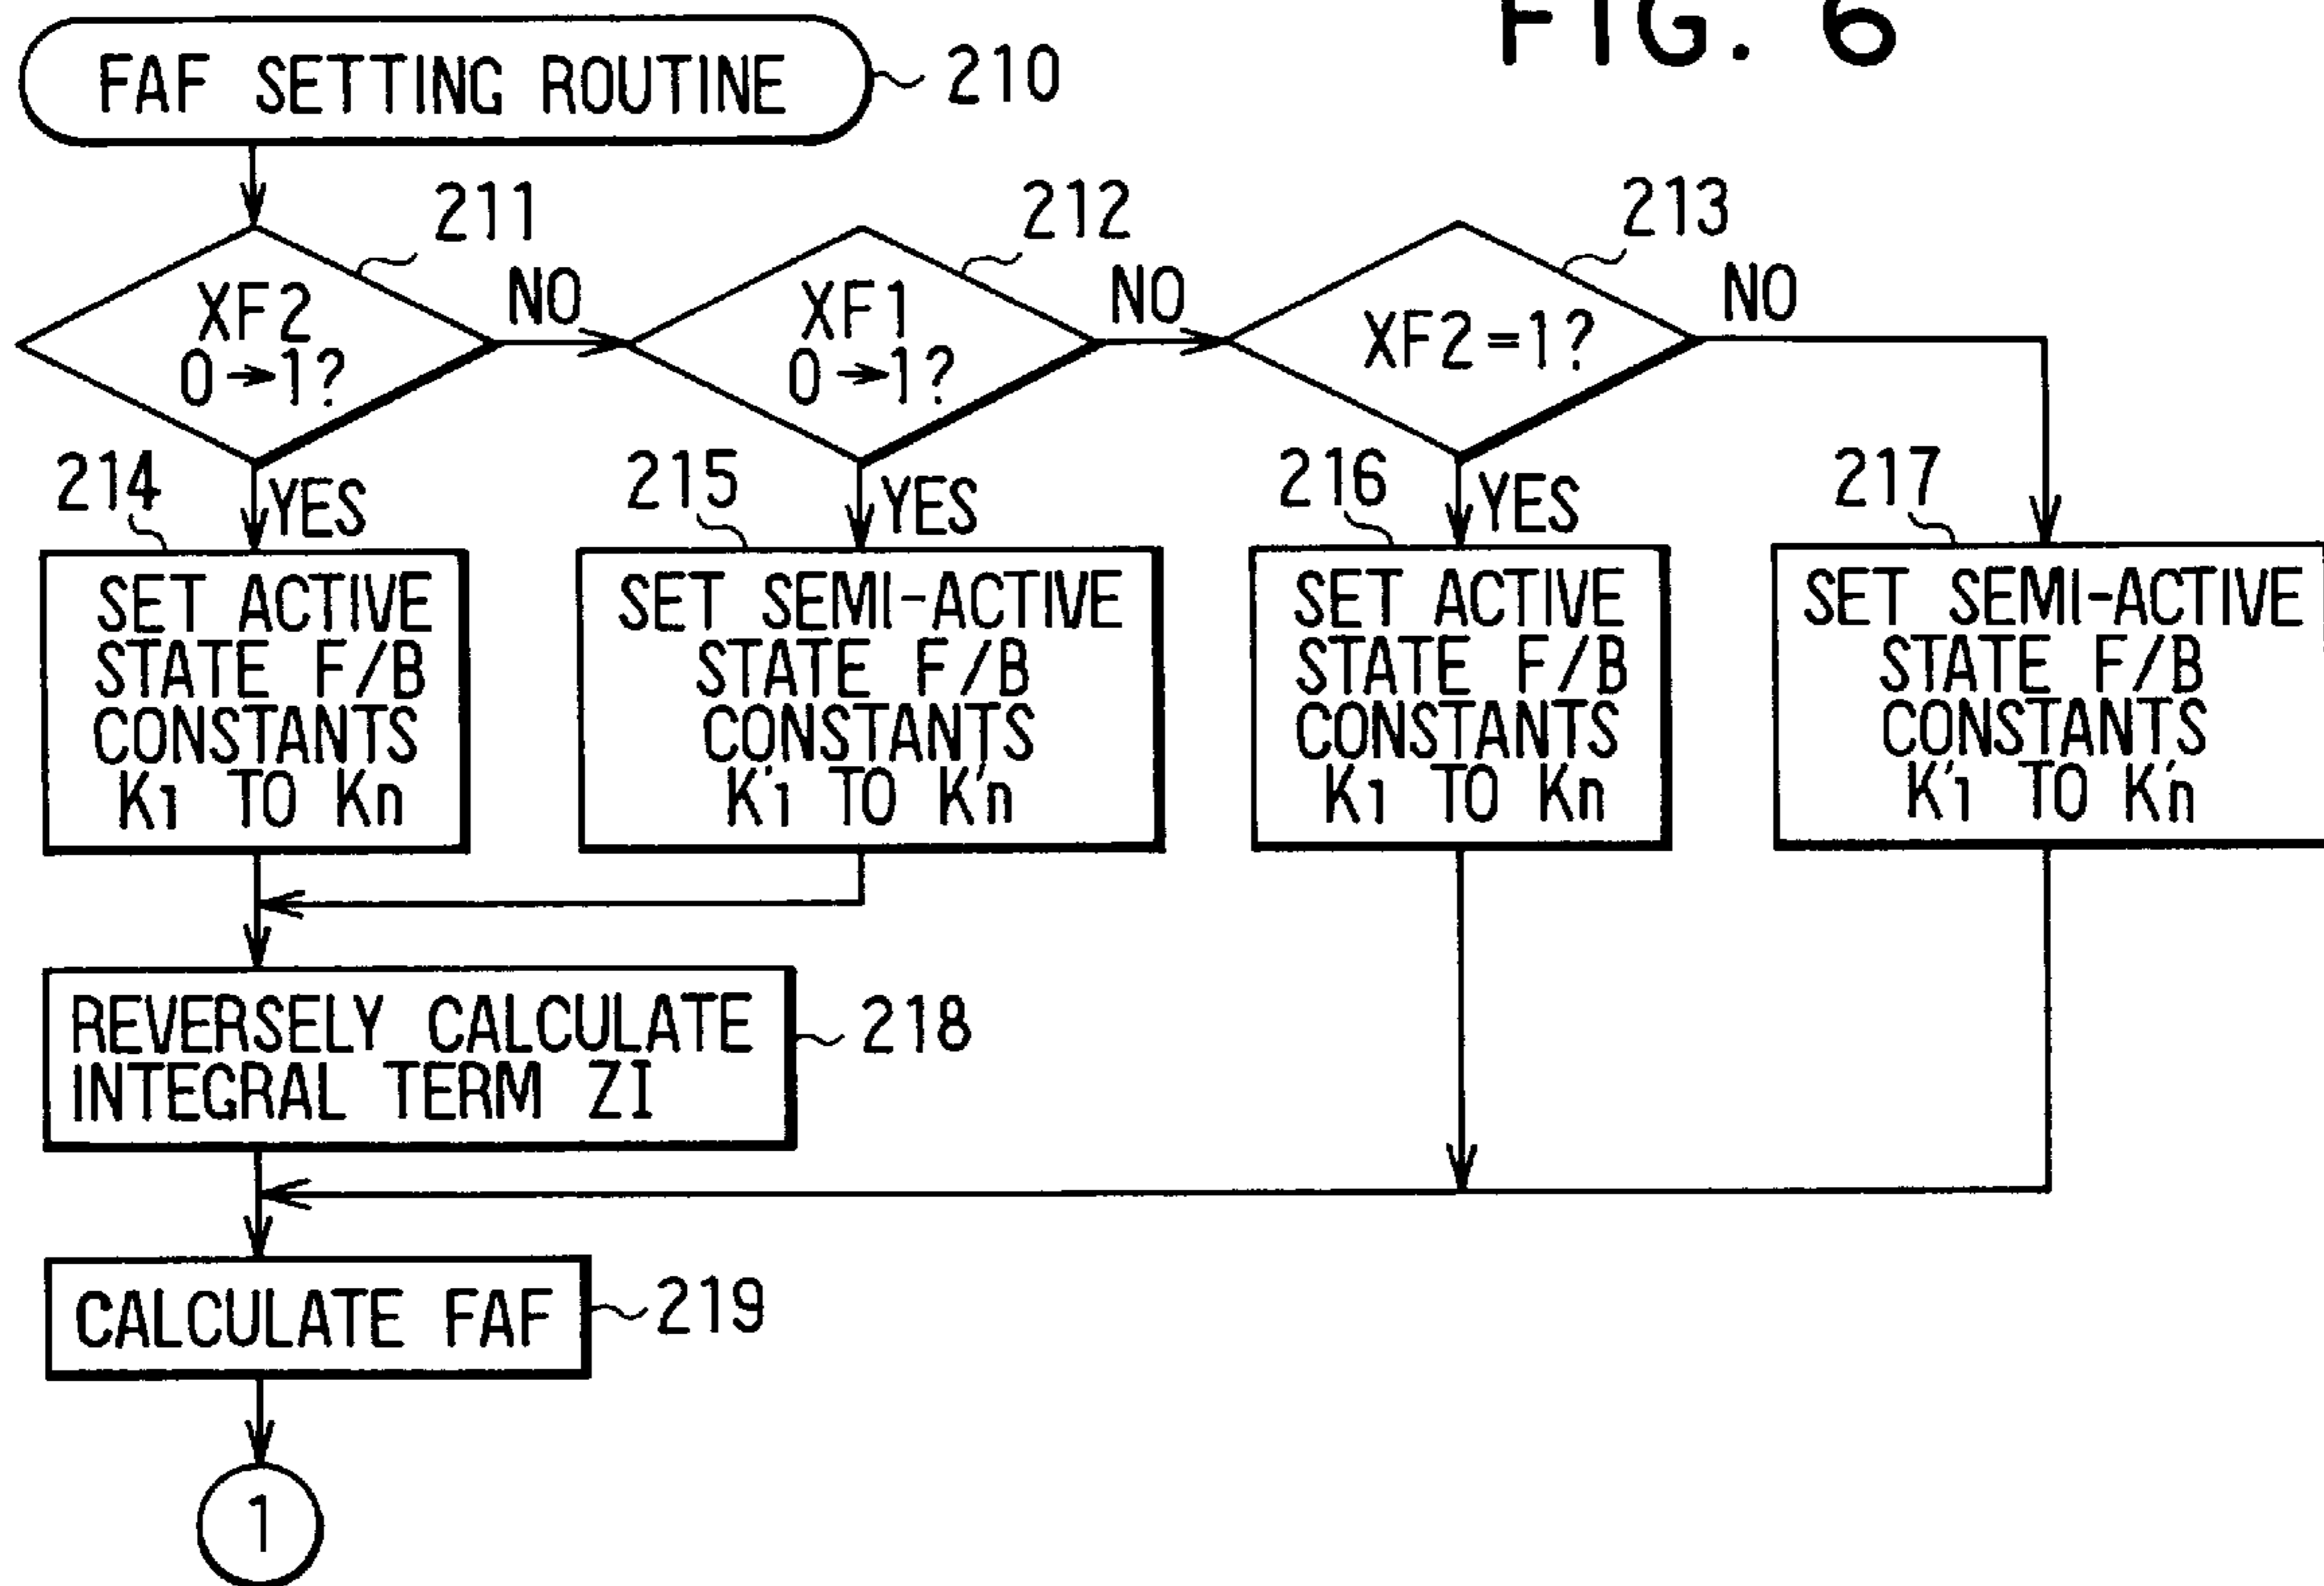 FIG. 6
FAF SETTING ROUTINE
210
211
212
213
XF2
0→1?
NO
XF1
0→1?
NO
XF2=1?
NO
214
YES
215
YES
216
YES
217
SET ACTIVE
STATE F/B
CONSTANTS
K1 TO Kn
SET SEMI-ACTIVE
STATE F/B
CONSTANTS
K'1 TO K'n
SET ACTIVE
STATE F/B
CONSTANTS
K1 TO Kn
SET SEMI-ACTIVE
STATE F/B
CONSTANTS
K'1 TO K'n
REVERSELY CALCULATE
INTEGRAL TERM ZI
218
CALCULATE FAF
219
1